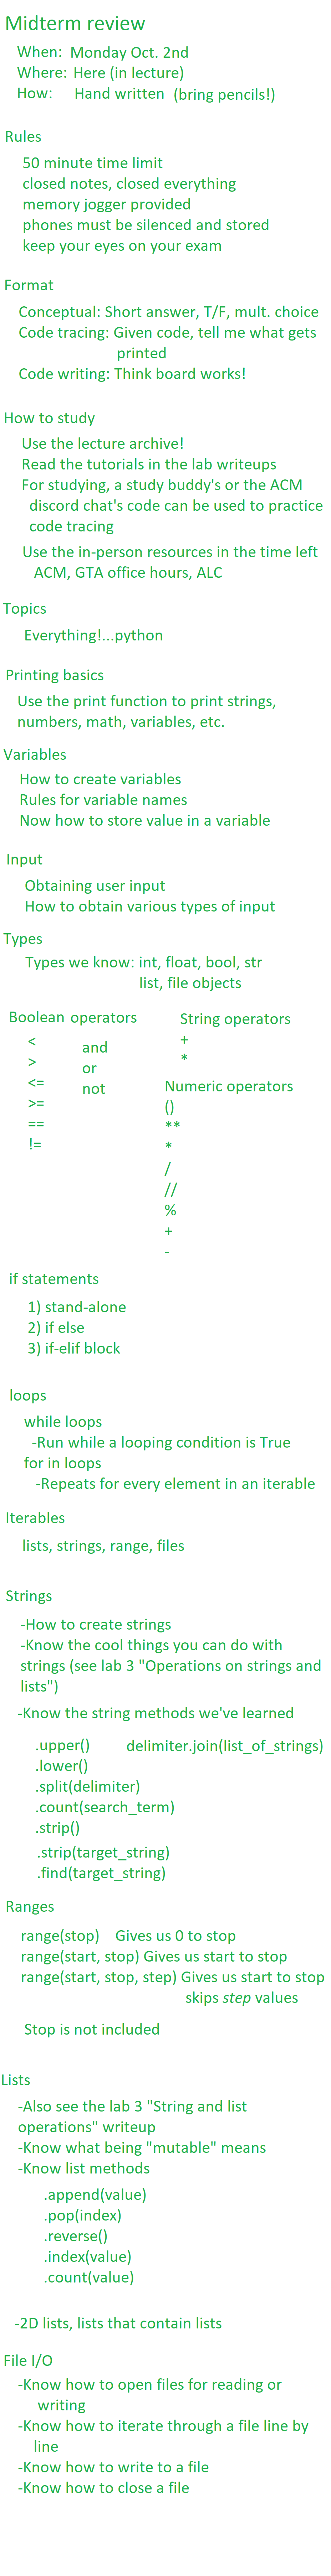 Midterm review
When: Monday Oct. 2nd
Where: Here (in lecture)
How: Hand written (bring pencils!)
Rules
50 minute time limit
closed notes, closed everything
memory jogger provided
phones must be silenced and stored
keep your eyes on your exam
Format
Conceptual: Short answer, T/F, mult. choice
Code tracing: Given code, tell me what gets
printed
Code writing: Think board works!
How to study
Use the lecture archive!
Read the tutorials in the lab writeups
For studying, a study buddy's or the ACM
discord chat's code can be used to practice
code tracing
Use the in-person resources in the time left
ACM, GTA office hours, ALC
Topics
Everything!...python
Printing basics
Use the print function to print strings,
numbers, math, variables, etc.
Variables
How to create variables
Rules for variable names
Now how to store value in a variable
Input
Obtaining user input
How to obtain various types of input
Types
Types we know: int, float, bool, str
list, file objects
Boolean operators
<
>
<=
>=
==
!=
and
or
not
String operators
+
*
Numeric operators
()
**
*
/
//
%
+
-
if statements
1) stand-alone
2) if else
3) if-elif block
loops
while loops
-Run while a looping condition is True
for in loops
-Repeats for every element in an iterable
Iterables
lists, strings, range, files
Strings
-How to create strings
-Know the cool things you can do with
strings (see lab 3 "Operations on strings and
lists")
-Know the string methods we've learned
.upper() delimiter.join(list_of_strings)
.lower()
.split(delimiter)
.count(search_term)
.strip()
.strip(target_string)
.find(target_string)
Ranges
range(stop) Gives us 0 to stop
range(start, stop) Gives us start to stop
range(start, stop, step) Gives us start to stop
skips step values
Stop is not included
Lists
-Also see the lab 3 "String and list
operations" writeup
-Know what being "mutable" means
-Know list methods
.append(value)
.pop(index)
.reverse()
.index(value)
.count(value)
-2D lists, lists that contain lists
File I/O
-Know how to open files for reading or
writing
-Know how to iterate through a file line by
line
-Know how to write to a file
-Know how to close a file